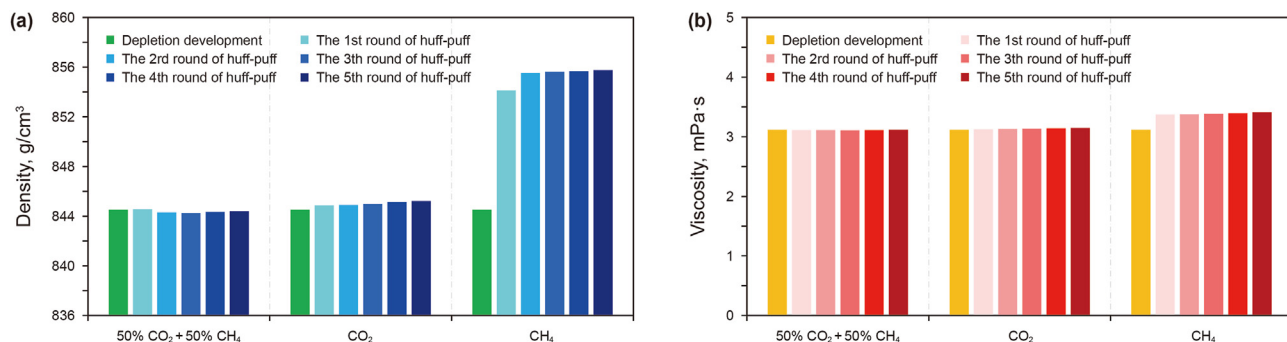 (a)
860
856
852
848
844
840
836
Density, g/cm³
Depletion development
The 1st round of huff-puff
The 2rd round of huff-puff
The 3th round of huff-puff
The 4th round of huff-puff
The 5th round of huff-puff
50% CO₂ + 50% CH₄
CO₂
CH₄
(b)
5
4
3
2
1
0
Viscosity, mPa·s
Depletion development
The 1st round of huff-puff
The 2rd round of huff-puff
The 3th round of huff-puff
The 4th round of huff-puff
The 5th round of huff-puff
50% CO₂ + 50% CH₄
CO₂
CH₄